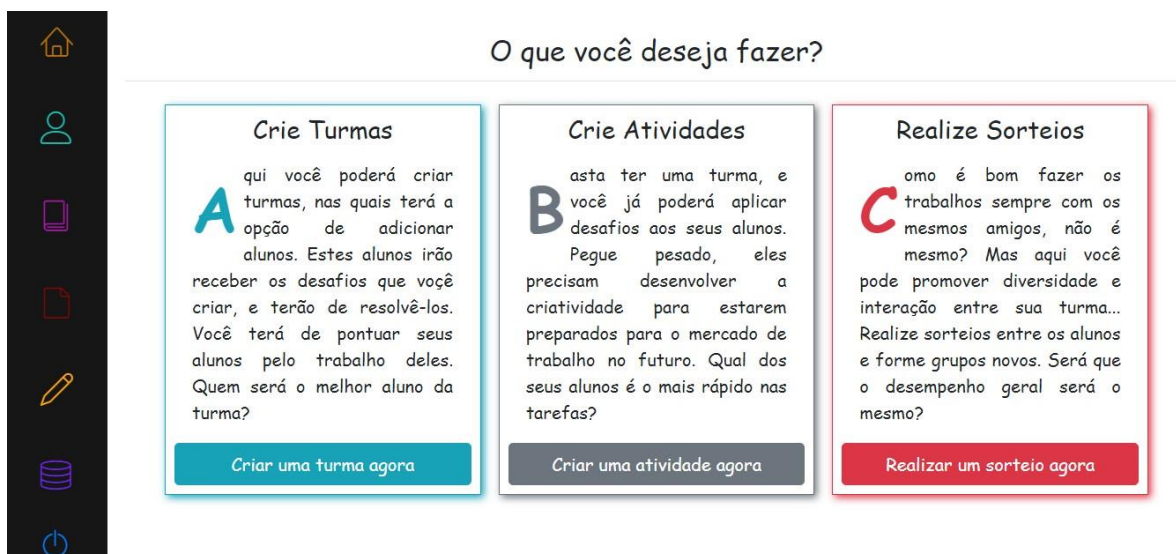 O que você deseja fazer?
Crie Turmas
Aqui você poderá criar
turmas, nas quais terá a
opção de adicionar
alunos. Estes alunos irão
receber os desafios que voçê
criar, e terão de resolvê-los.
Você terá de pontuar seus
alunos pelo trabalho deles.
Quem será o melhor aluno da
turma?
Criar uma turma agora
Crie Atividades
Basta ter uma turma, e
você já poderá aplicar
desafios aos seus alunos.
Pegue pesado, eles
precisam desenvolver a
criatividade para estarem
preparados para o mercado de
trabalho no futuro. Qual dos
seus alunos é o mais rápido nas
tarefas?
Criar uma atividade agora
Realize Sorteios
Como é bom fazer os
trabalhos sempre com os
mesmos amigos, não é
mesmo? Mas aqui você
pode promover diversidade e
interação entre sua turma...
Realize sorteios entre os alunos
e forme grupos novos. Será que
o desempenho geral será o
mesmo?
Realizar um sorteio agora